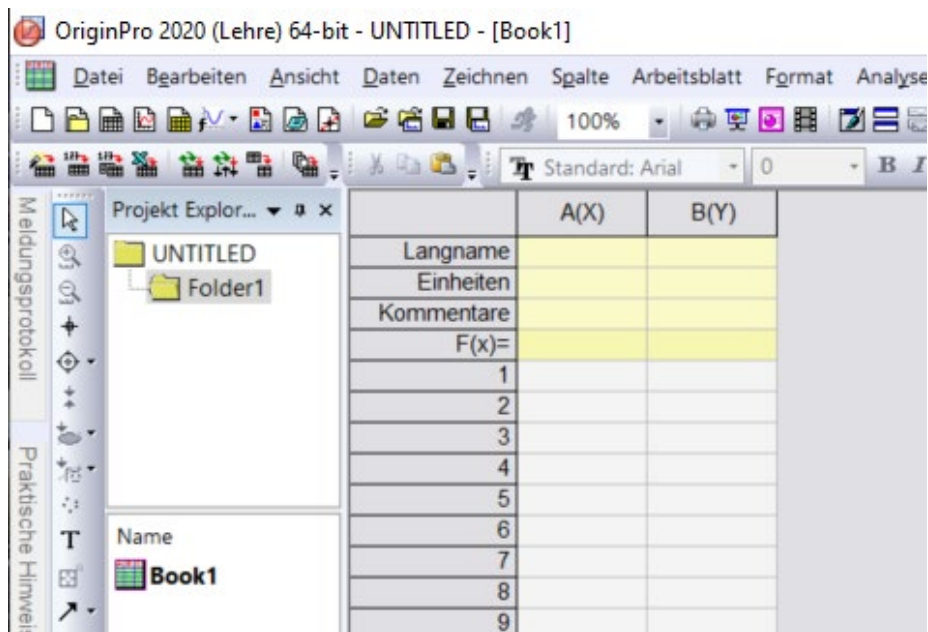 OriginPro 2020 (Lehre) 64-bit - UNTITLED - [Book1]
Datei Bearbeiten Ansicht Daten Zeichnen Spalte Arbeitsblatt Format Analyse
100%
Standard: Arial 0 B I
Meldungsprotokoll
Praktische Hinweis
Projekt Explor...
UNTITLED
Folder1
Name
Book1
A(X) B(Y)
Langname
Einheiten
Kommentare
F(x)=
1
2
3
4
5
6
7
8
9